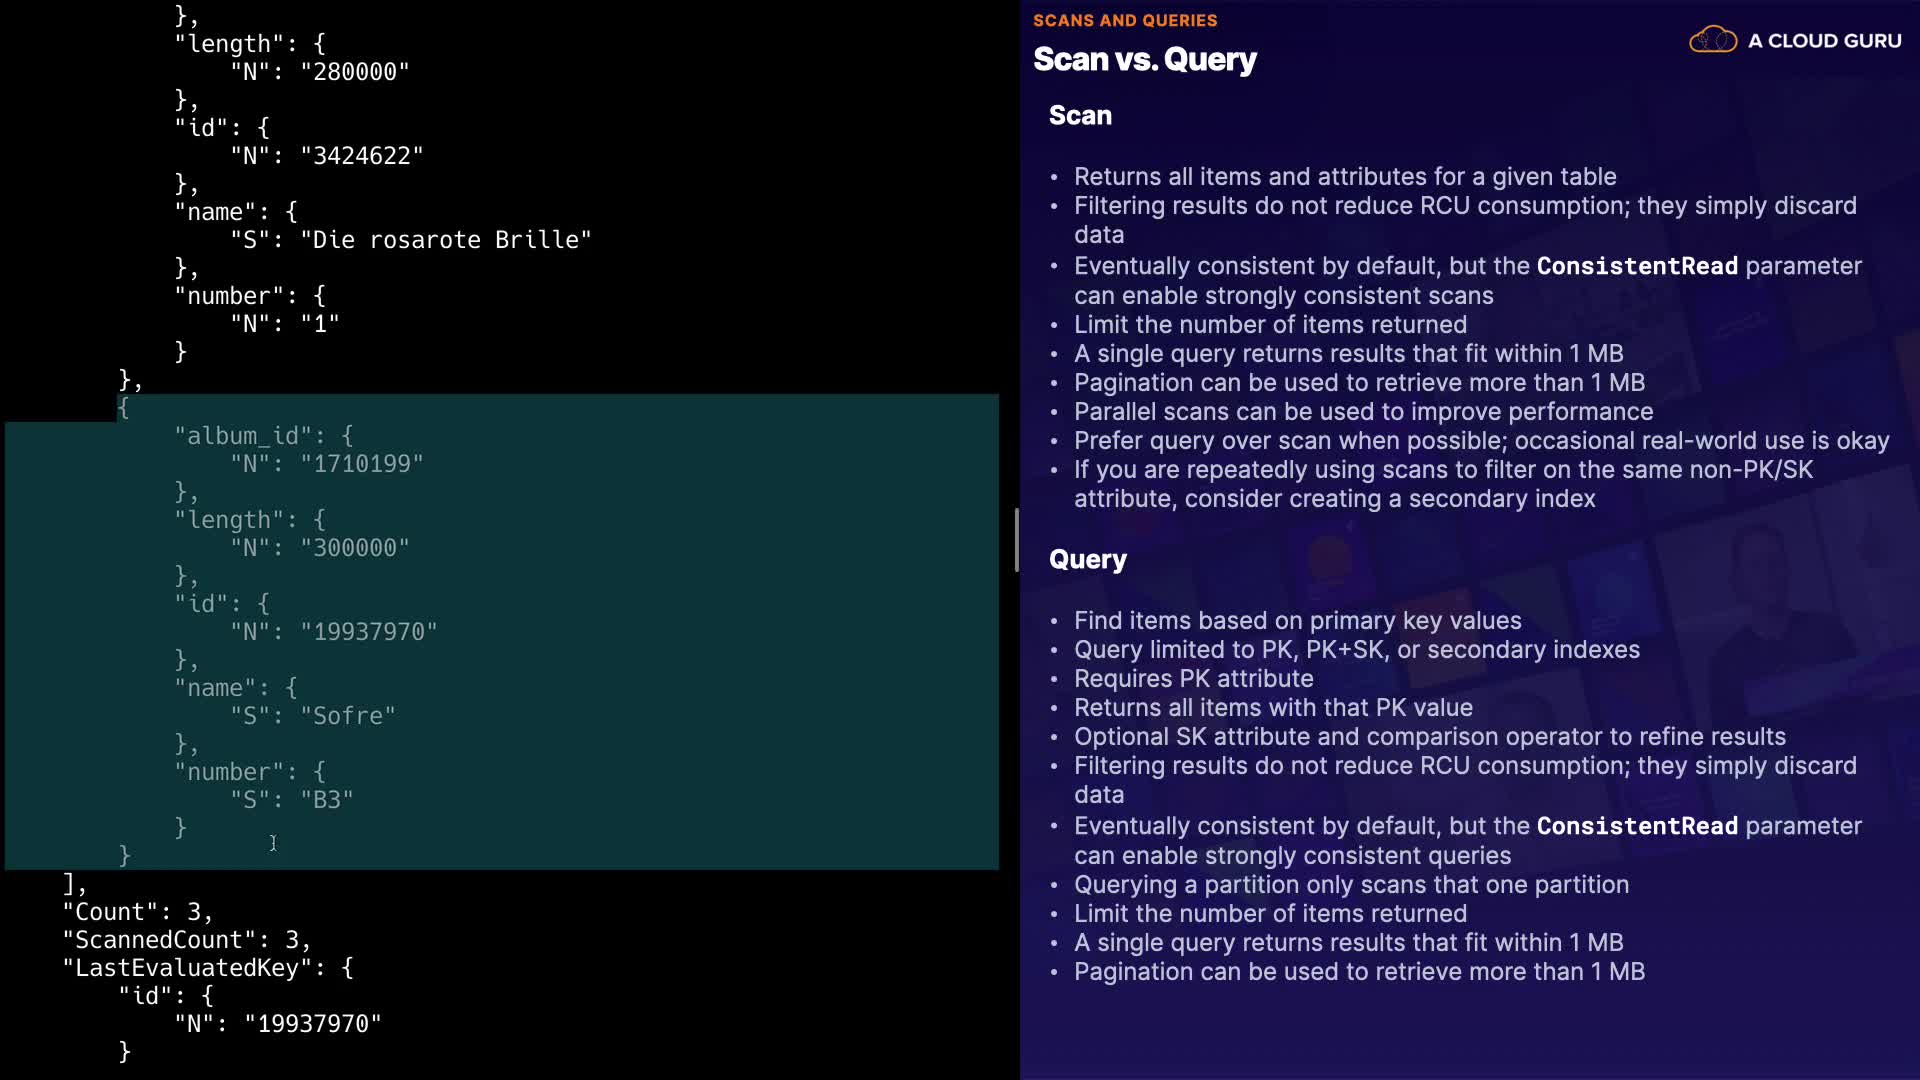 },
"length": {
"N": "280000"
},
"id": {
"N": "3424622"
},
"name": {
"S": "Die rosarote Brille"
},
"number": {
"N": "1"
}
},
{
"album_id": {
"N": "1710199"
},
"length": {
"N": "300000"
},
"id": {
"N": "19937970"
},
"name": {
"S": "Sofre"
},
"number": {
"S": "B3"
}
}
],
"Count": 3,
"ScannedCount": 3,
"LastEvaluatedKey": {
"id": {
"N": "19937970"
}
SCANS AND QUERIES
Scan vs. Query
A CLOUD GURU
Scan
• Returns all items and attributes for a given table
• Filtering results do not reduce RCU consumption; they simply discard
data
• Eventually consistent by default, but the ConsistentRead parameter
can enable strongly consistent scans
• Limit the number of items returned
• A single query returns results that fit within 1 MB
• Pagination can be used to retrieve more than 1 MB
• Parallel scans can be used to improve performance
• Prefer query over scan when possible; occasional real-world use is okay
• If you are repeatedly using scans to filter on the same non-PK/SK
attribute, consider creating a secondary index
Query
• Find items based on primary key values
• Query limited to PK, PK+SK, or secondary indexes
• Requires PK attribute
• Returns all items with that PK value
• Optional SK attribute and comparison operator to refine results
• Filtering results do not reduce RCU consumption; they simply discard
data
• Eventually consistent by default, but the ConsistentRead parameter
can enable strongly consistent queries
• Querying a partition only scans that one partition
• Limit the number of items returned
• A single query returns results that fit within 1 MB
• Pagination can be used to retrieve more than 1 MB